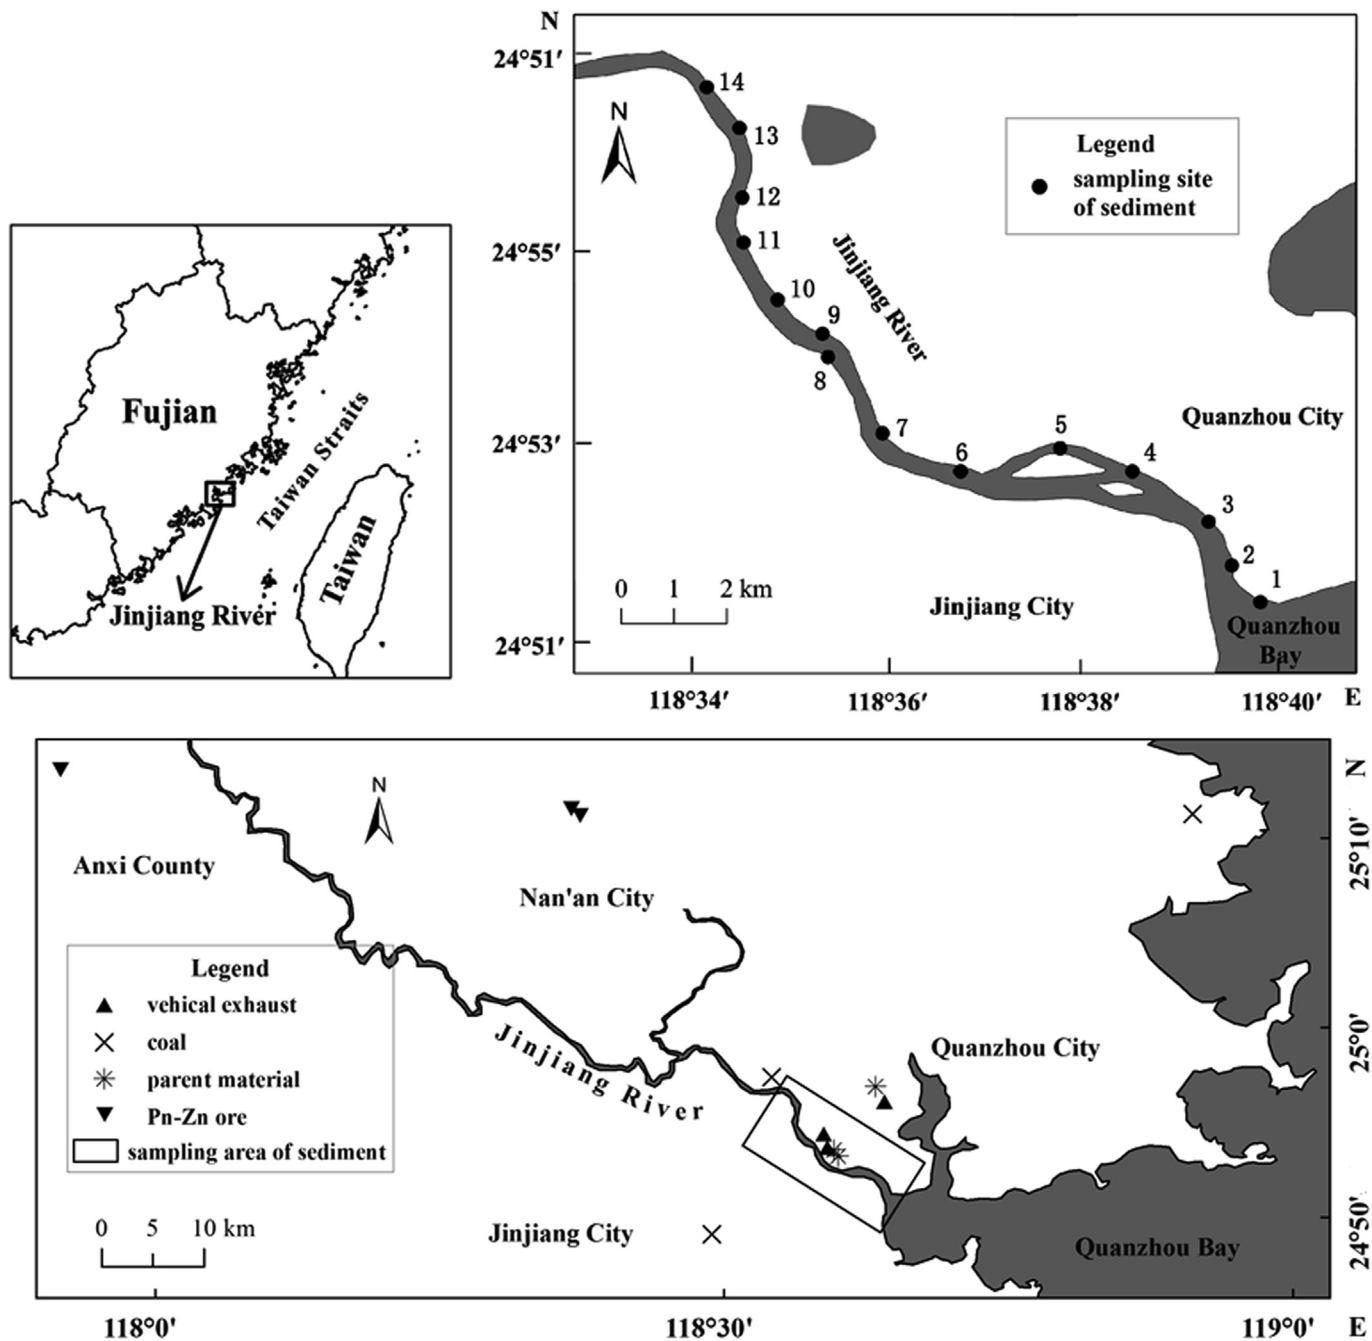 Fujian
Taiwan Straits
Taiwan
Jinjiang River
N
24°51′
24°55′
24°53′
24°51′
N
14
13
12
11
10
9
8
7
6
5
4
3
2
1
Jinjiang River
Legend
sampling site
of sediment
Quanzhou City
Jinjiang City
Quanzhou
Bay
0 1 2 km
118°34′ 118°36′ 118°38′ 118°40′ E
N
Anxi County
Nan'an City
Legend
vehical exhaust
coal
parent material
Pn-Zn ore
sampling area of sediment
Jinjiang River
Quanzhou City
Jinjiang City
Quanzhou Bay
0 5 10 km
N
25°10′
25°0′
24°50′
118°0′ 118°30′ 119°0′ E